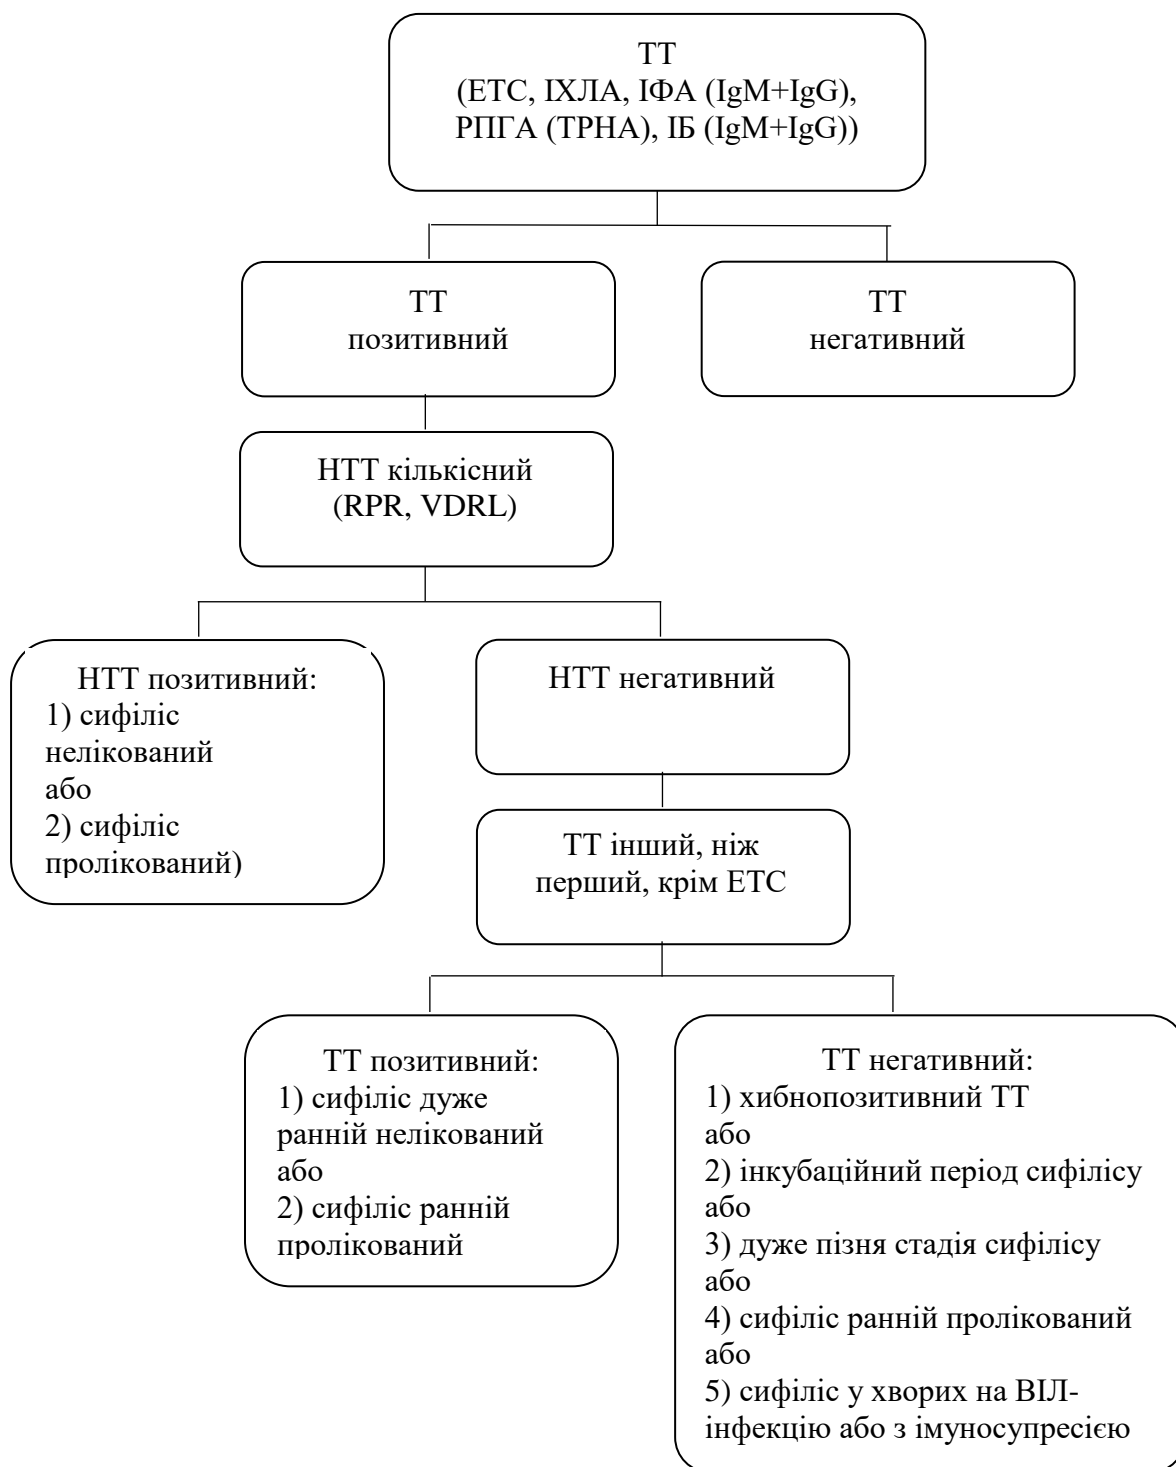 ТТ
(ЕТС, ІХЛА, ІФА (IgM+IgG),
РПГА (ТРНА), ІБ (IgM+IgG))
ТТ
позитивний
ТТ
негативний
НТТ кількісний
(RPR, VDRL)
НТТ позитивний:
1) сифіліс
нелікований
або
2) сифіліс
пролікований)
НТТ негативний
ТТ інший, ніж
перший, крім ЕТС
ТТ позитивний:
1) сифіліс дуже
ранній нелікований
або
2) сифіліс ранній
пролікований
ТТ негативний:
1) хибнопозитивний ТТ
або
2) інкубаційний період сифілісу
або
3) дуже пізня стадія сифілісу
або
4) сифіліс ранній пролікований
або
5) сифіліс у хворих на ВІЛ-
інфекцію або з імуносупресією